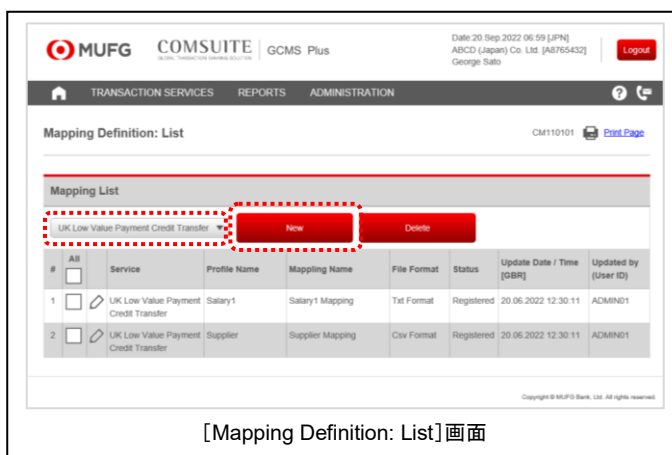 MUFG COMSUITE GCMS Plus
GLOBAL TRANSACTION BANKING SOLUTION
Date:20 Sep.2022 06:59 [JPN]
ABCD (Japan) Co. Ltd. [A8765432]
George Sato
Logout
TRANSACTION SERVICES REPORTS ADMINISTRATION
Mapping Definition: List
CM110101 Print Page
Mapping List
UK Low Value Payment Credit Transfer ▼ New Delete
# All Service Profile Name Mappling Name File Format Status Update Date / Time [GBR] Updated by (User ID)
1 UK Low Value Payment Credit Transfer Salary1 Salary1 Mapping Txt Format Registered 20.06.2022 12:30:11 ADMIN01
2 UK Low Value Payment Credit Transfer Supplier Supplier Mapping Csv Format Registered 20.06.2022 12:30:11 ADMIN01
Copyright © MUFG Bank, Ltd. All rights reserved.
[Mapping Definition: List]画面